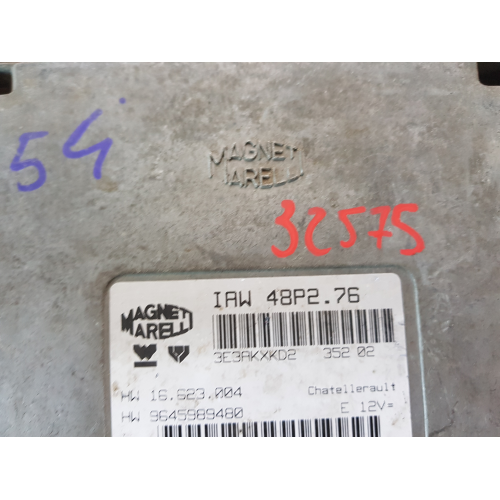 54
MAGNETI
MARELLI
32575
MAGNETI
MARELLI
IAW 48P2.76
3E3AKXKD2 352 02
HW 16.623.004
Chatellerault
HW 9645989480
E 12V=